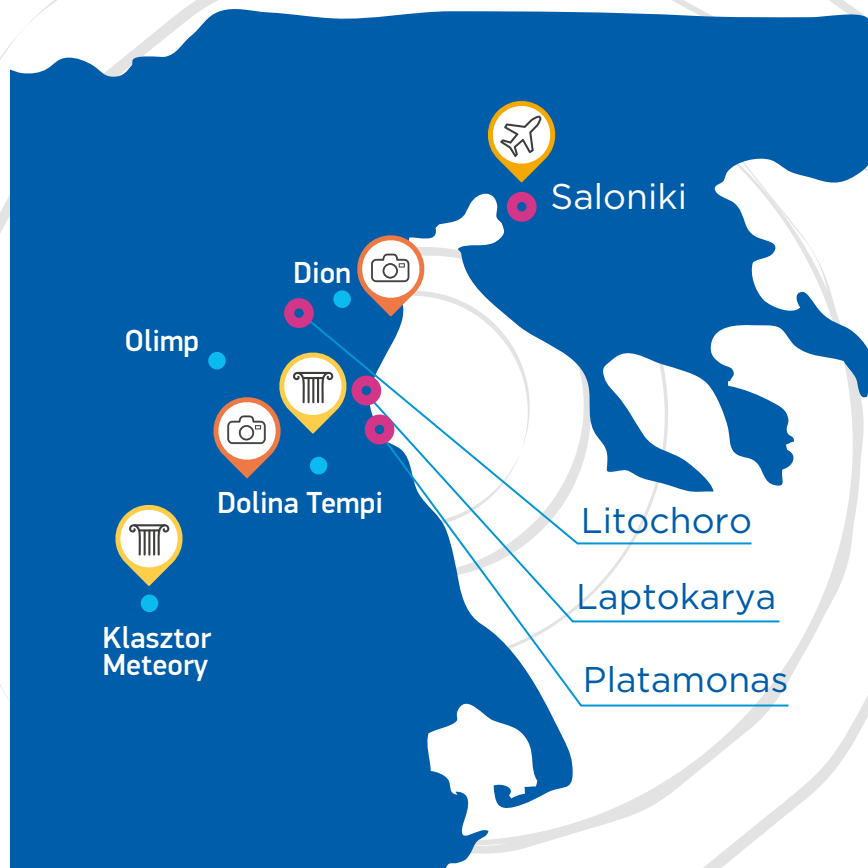 Saloniki
Dion
Olimp
Dolina Tempi
Litochoro
Laptokarya
Klasztor
Meteory
Platamonas